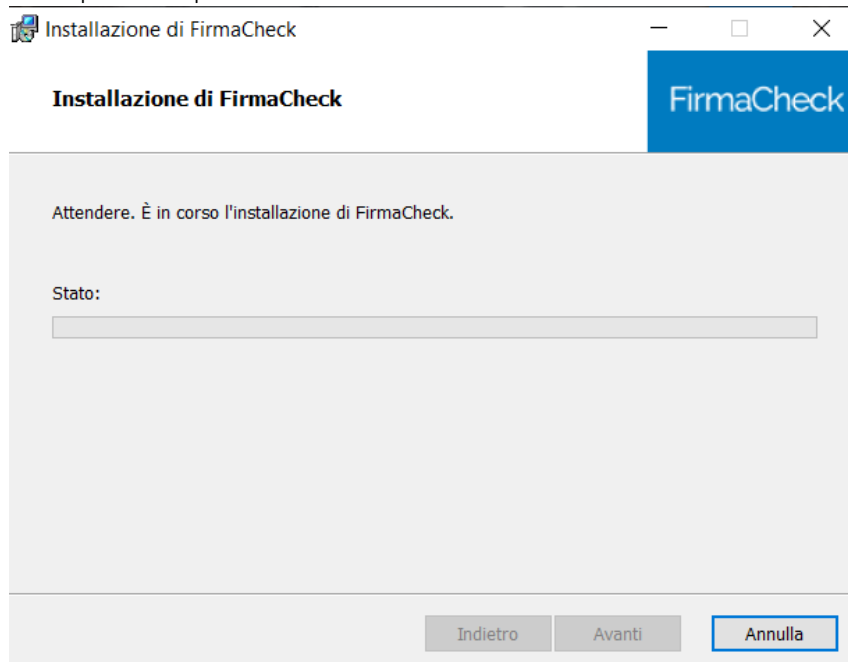 Installazione di FirmaCheck
Installazione di FirmaCheck
FirmaCheck
Attendere. È in corso l'installazione di FirmaCheck.
Stato:
Indietro
Avanti
Annulla